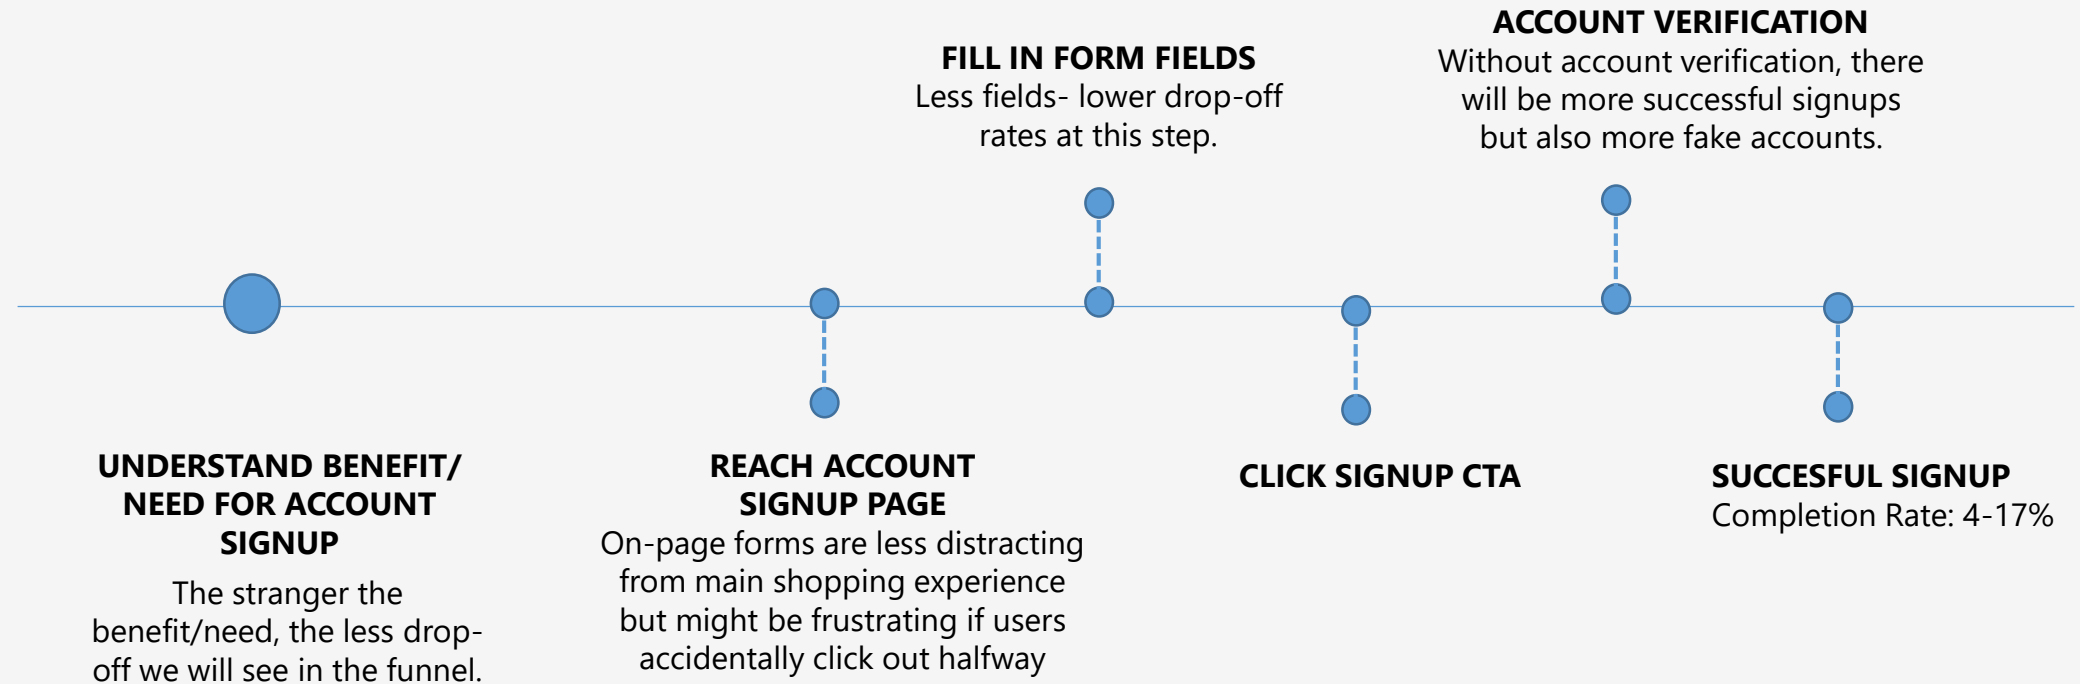 UNDERSTAND BENEFIT/
NEED FOR ACCOUNT
SIGNUP
The stranger the
benefit/need, the less drop-
off we will see in the funnel.
REACH ACCOUNT
SIGNUP PAGE
On-page forms are less distracting
from main shopping experience
but might be frustrating if users
accidentally click out halfway
FILL IN FORM FIELDS
Less fields- lower drop-off
rates at this step.
CLICK SIGNUP CTA
ACCOUNT VERIFICATION
Without account verification, there
will be more successful signups
but also more fake accounts.
SUCCESFUL SIGNUP
Completion Rate: 4-17%